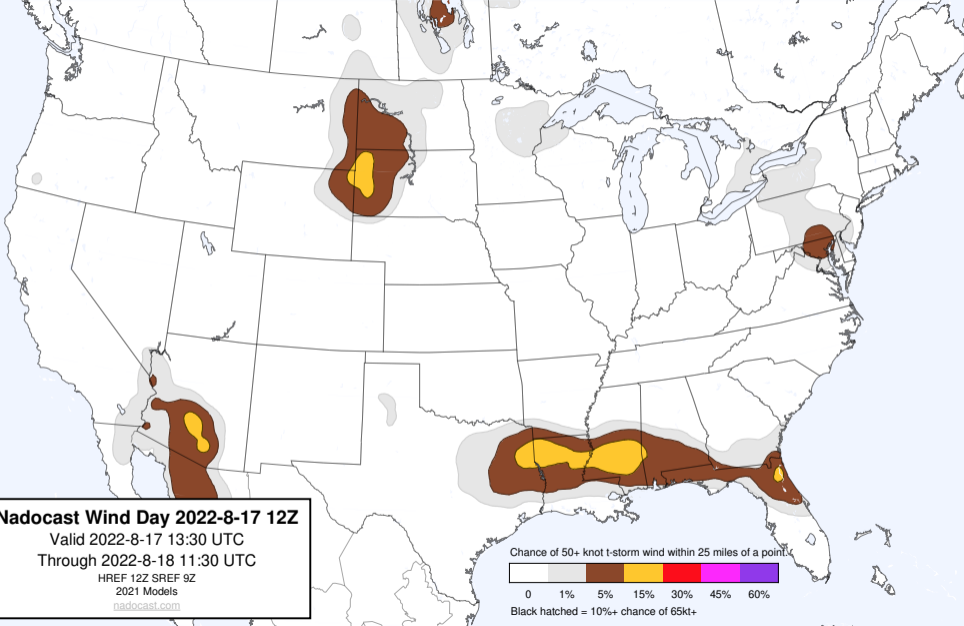 Nadocast Wind Day 2022-8-17 12Z
Valid 2022-8-17 13:30 UTC
Through 2022-8-18 11:30 UTC
HREF 12Z SREF 9Z
2021 Models
nadocast.com
Chance of 50+ knot t-storm wind within 25 miles of a point.
0 1% 5% 15% 30% 45% 60%
Black hatched = 10%+ chance of 65kt+